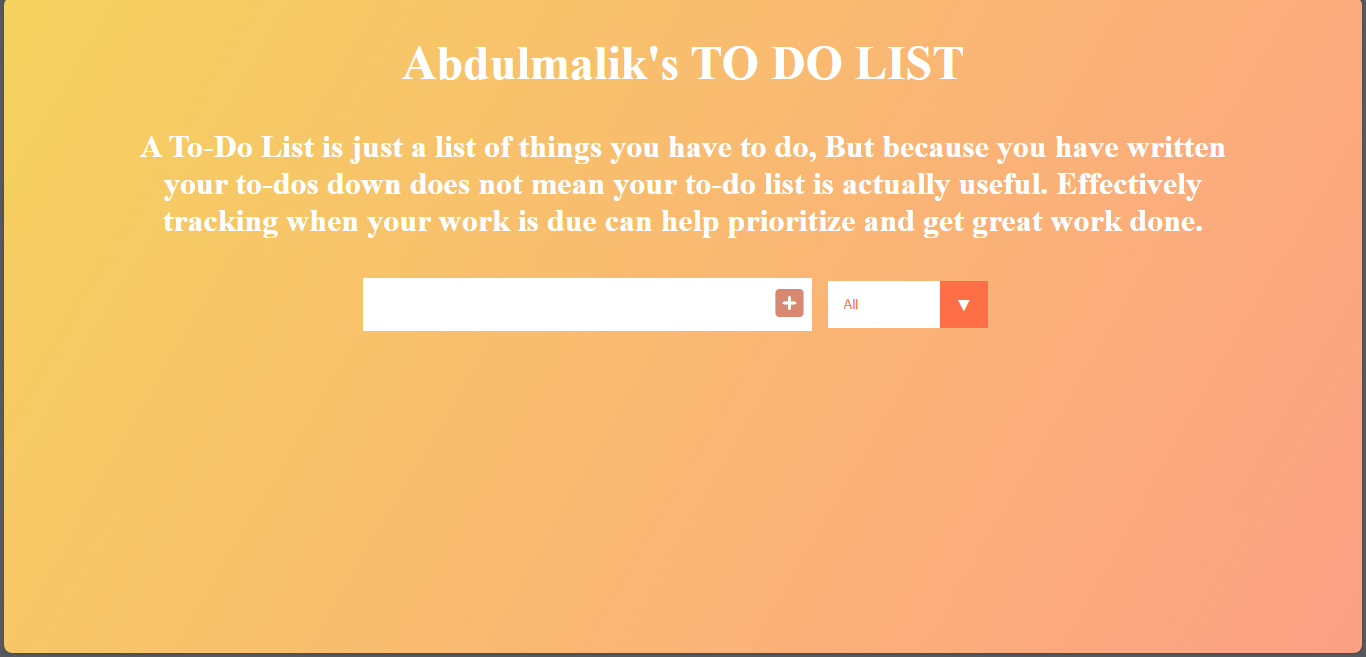 Abdulmalik's TO DO LIST
A To-Do List is just a list of things you have to do, But because you have written
your to-dos down does not mean your to-do list is actually useful. Effectively
tracking when your work is due can help prioritize and get great work done.
All